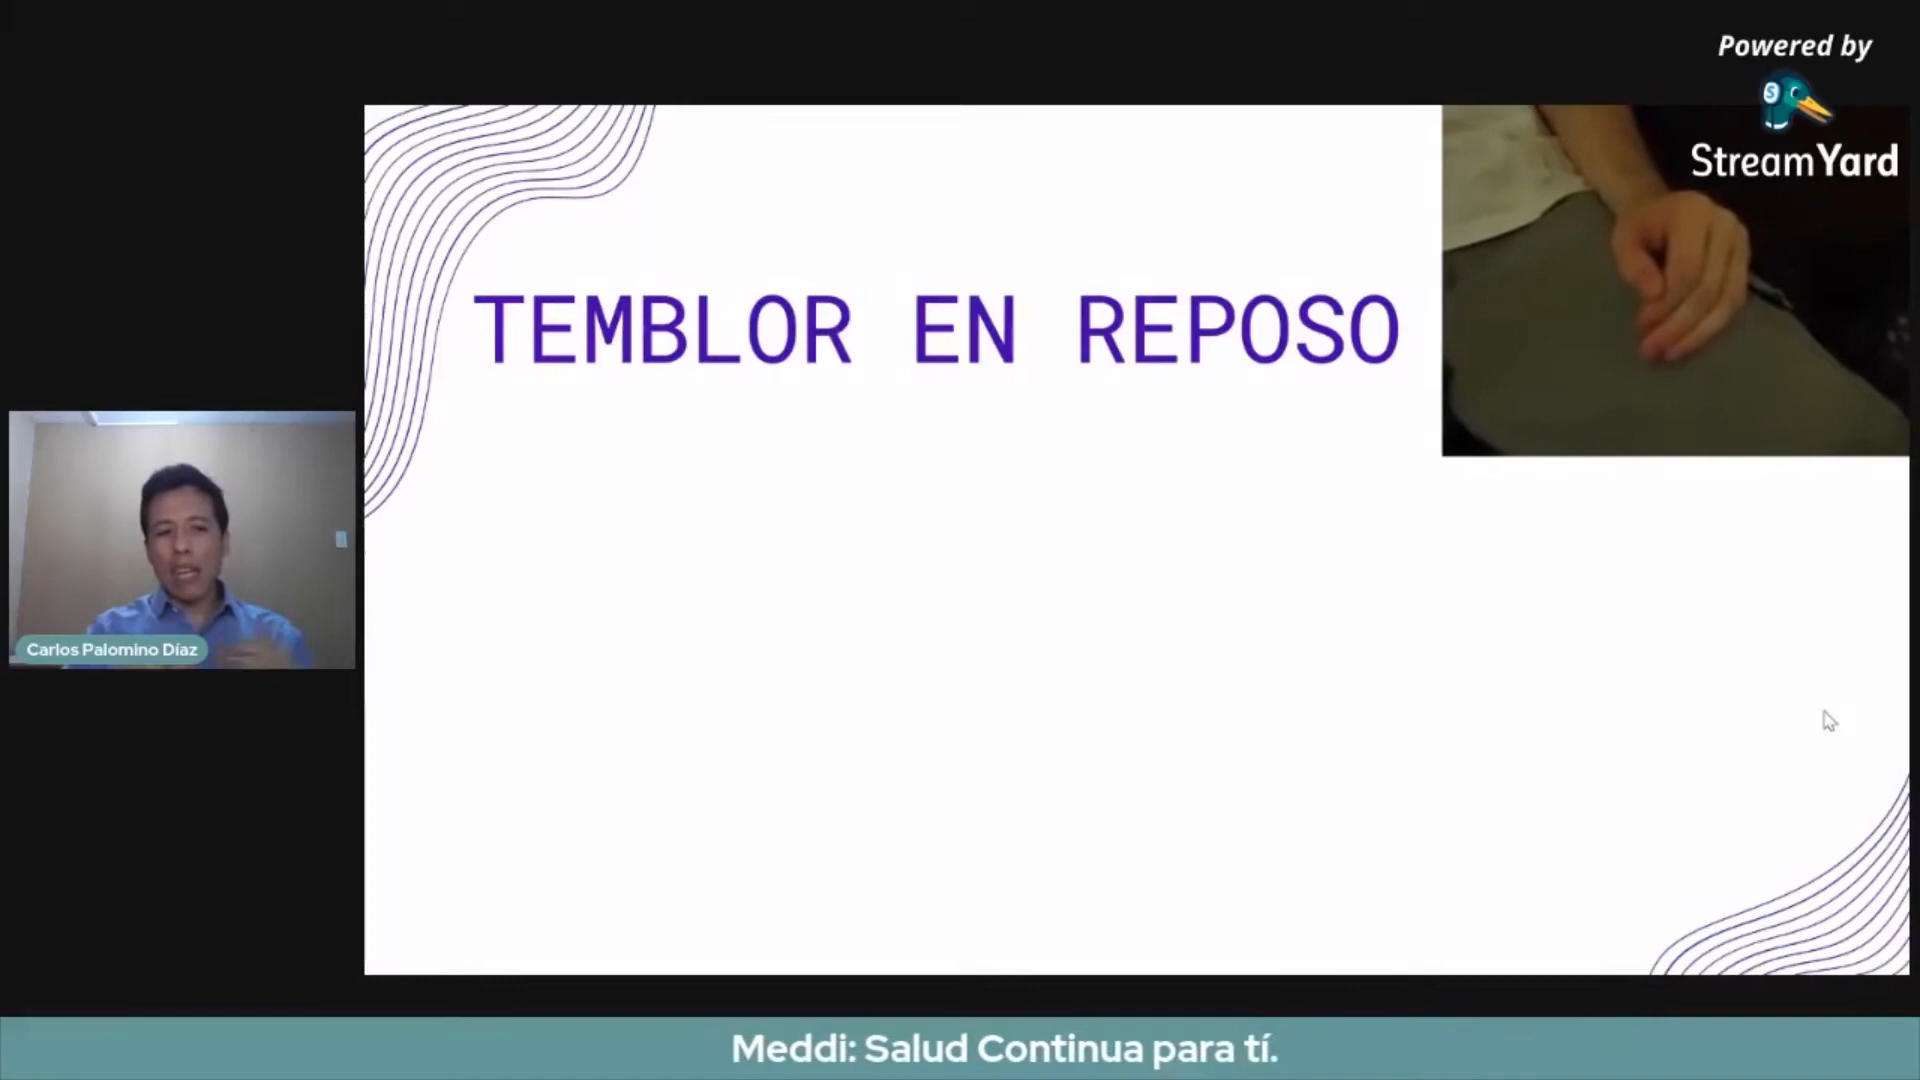 Powered by
StreamYard
TEMBLOR EN REPOSO
Carlos Palomino Díaz
Meddi: Salud Continua para tí.